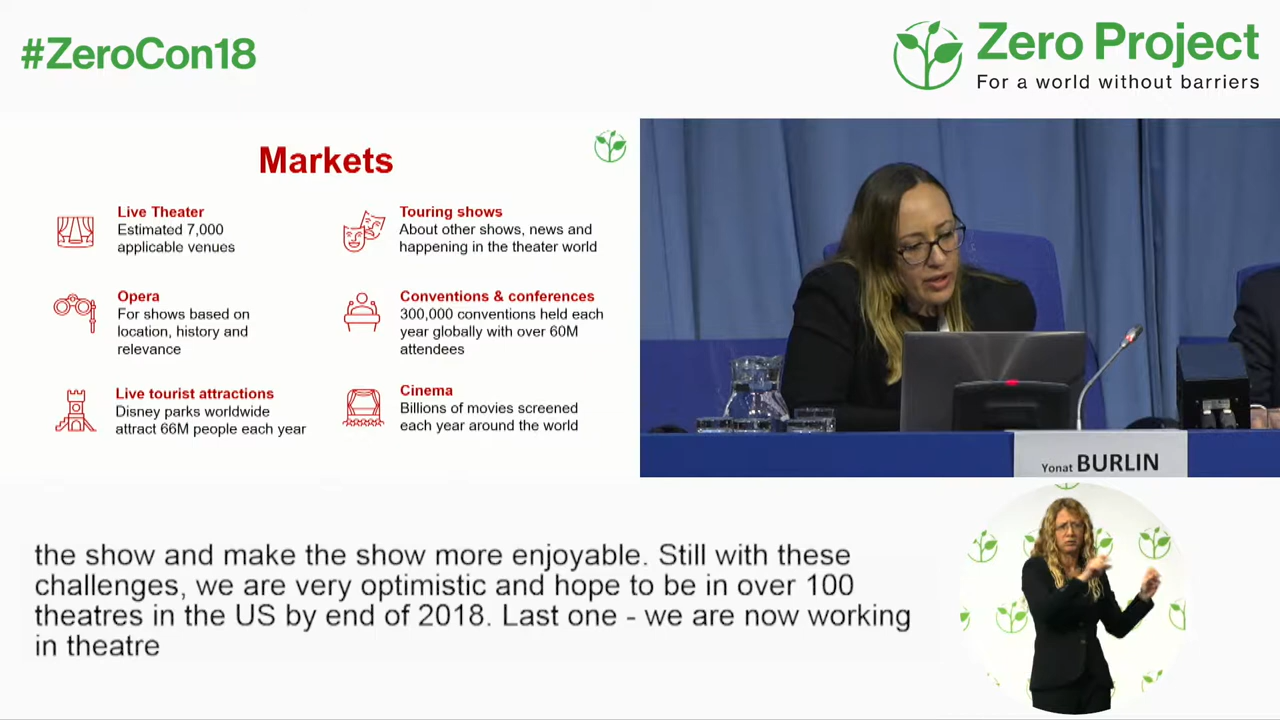 #ZeroCon18
Zero Project
For a world without barriers
Markets
Live Theater
Estimated 7,000
applicable venues
Touring shows
About other shows, news and
happening in the theater world
Opera
For shows based on
location, history and
relevance
Conventions & conferences
300,000 conventions held each
year globally with over 60M
attendees
Live tourist attractions
Disney parks worldwide
attract 66M people each year
Cinema
Billions of movies screened
each year around the world
Yonat BURLIN
the show and make the show more enjoyable. Still with these
challenges, we are very optimistic and hope to be in over 100
theatres in the US by end of 2018. Last one - we are now working
in theatre